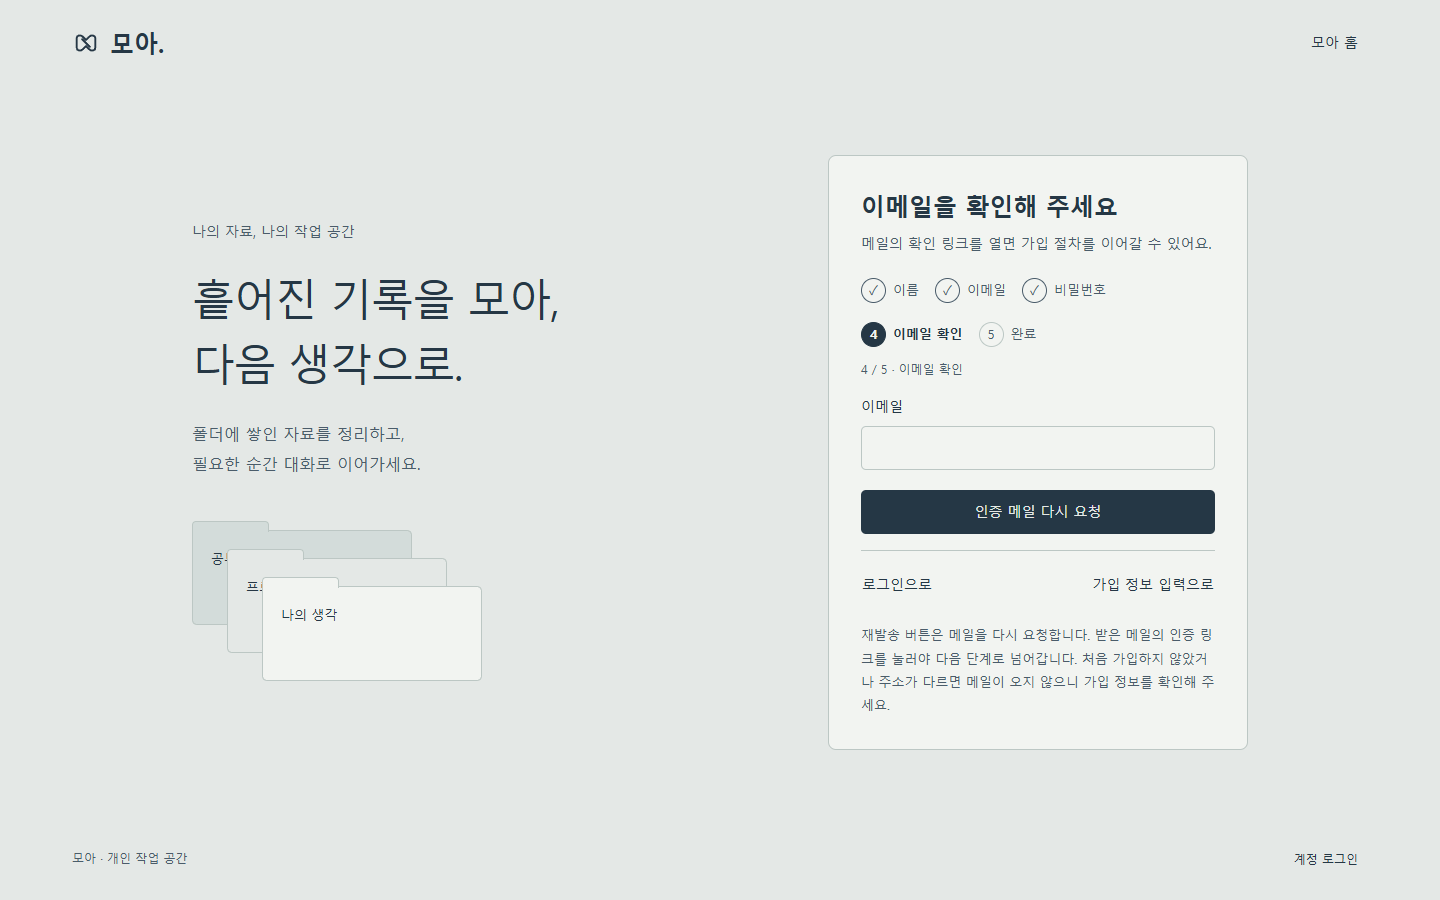 모아.
모아 홈
나의 자료, 나의 작업 공간
흩어진 기록을 모아,
다음 생각으로.
폴더에 쌓인 자료를 정리하고,
필요한 순간 대화로 이어가세요.
나의 생각
이메일을 확인해 주세요
메일의 확인 링크를 열면 가입 절차를 이어갈 수 있어요.
✓ 이름 ✓ 이메일 ✓ 비밀번호
4 이메일 확인 5 완료
4 / 5 · 이메일 확인
이메일
인증 메일 다시 요청
로그인으로 가입 정보 입력으로
재발송 버튼은 메일을 다시 요청합니다. 받은 메일의 인증 링
크를 눌러야 다음 단계로 넘어갑니다. 처음 가입하지 않았거
나 주소가 다르면 메일이 오지 않으니 가입 정보를 확인해 주
세요.
모아 · 개인 작업 공간
계정 로그인